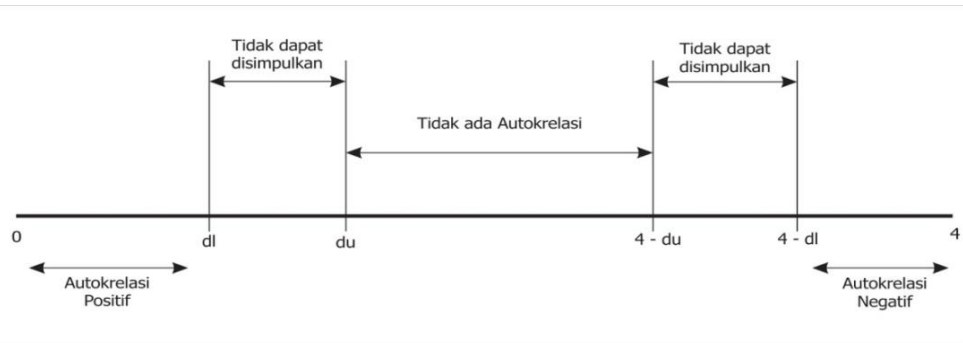 Tidak dapat
disimpulkan
Tidak dapat
disimpulkan
Tidak ada Autokrelasi
0
dl
du
4 - du
4 - dl
4
Autokrelasi
Positif
Autokrelasi
Negatif